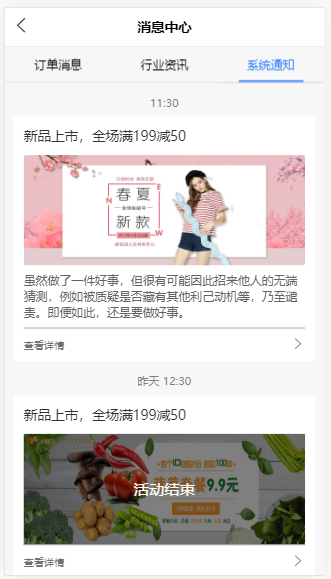 消息中心
订单消息
行业资讯
系统通知
11:30
新品上市，全场满199减50
春夏
新款
N
E
W
虽然做了一件好事，但很有可能因此招来他人的无端
猜测，例如被质疑是否藏有其他利己动机等，乃至谴
责。即便如此，还是要做好事。
查看详情
昨天 12:30
新品上市，全场满199减50
蔬菜套餐9.9元
活动结束
查看详情